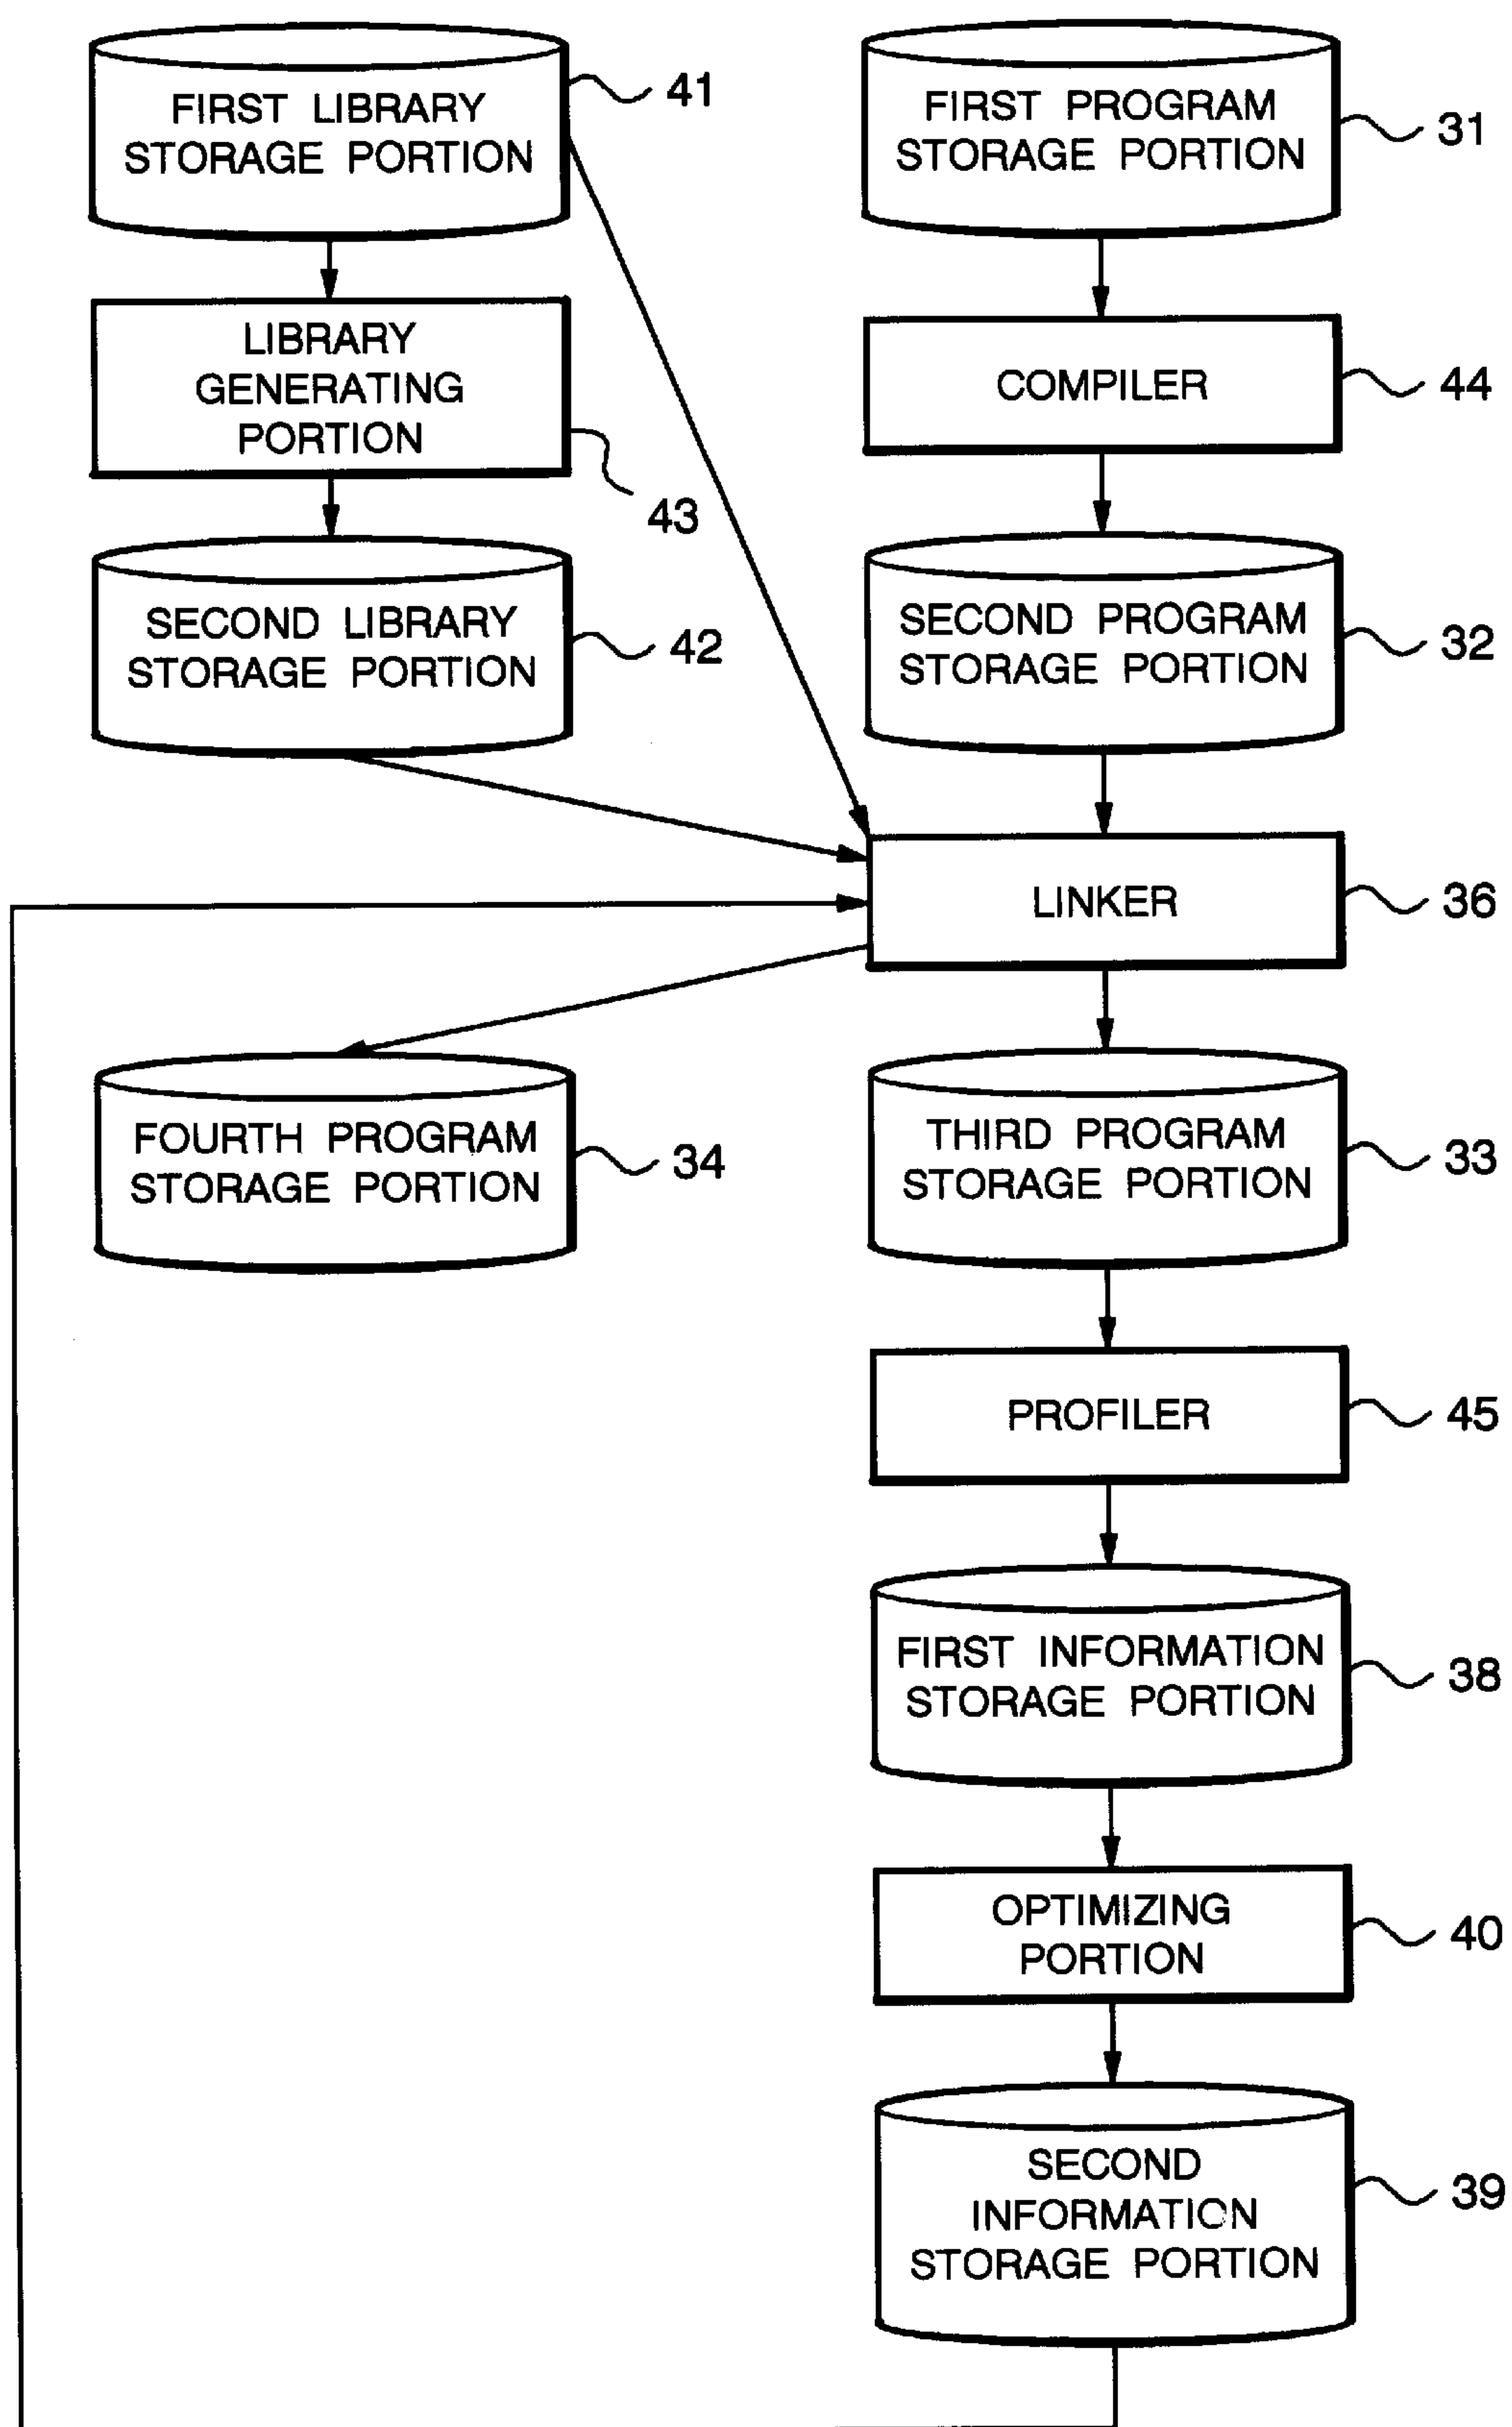 FIRST LIBRARY
STORAGE PORTION
41
FIRST PROGRAM
STORAGE PORTION
31
LIBRARY
GENERATING
PORTION
43
COMPILER
44
SECOND LIBRARY
STORAGE PORTION
42
SECOND PROGRAM
STORAGE PORTION
32
LINKER
36
FOURTH PROGRAM
STORAGE PORTION
34
THIRD PROGRAM
STORAGE PORTION
33
PROFILER
45
FIRST INFORMATION
STORAGE PORTION
38
OPTIMIZING
PORTION
40
SECOND
INFORMATION
STORAGE PORTION
39